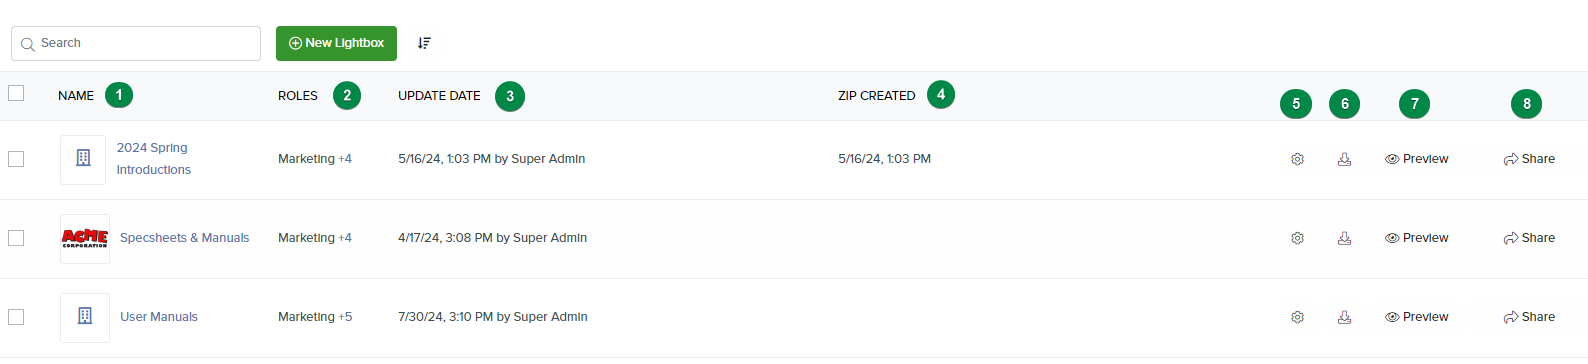 Search
New Lightbox
NAME 1 ROLES 2 UPDATE DATE 3 ZIP CREATED 4 5 6 7 8
2024 Spring
Introductions
Marketing +4 5/16/24, 1:03 PM by Super Admin 5/16/24, 1:03 PM Preview Share
ACME
CORPORATION
Specsheets & Manuals Marketing +4 4/17/24, 3:08 PM by Super Admin Preview Share
User Manuals Marketing +5 7/30/24, 3:10 PM by Super Admin Preview Share